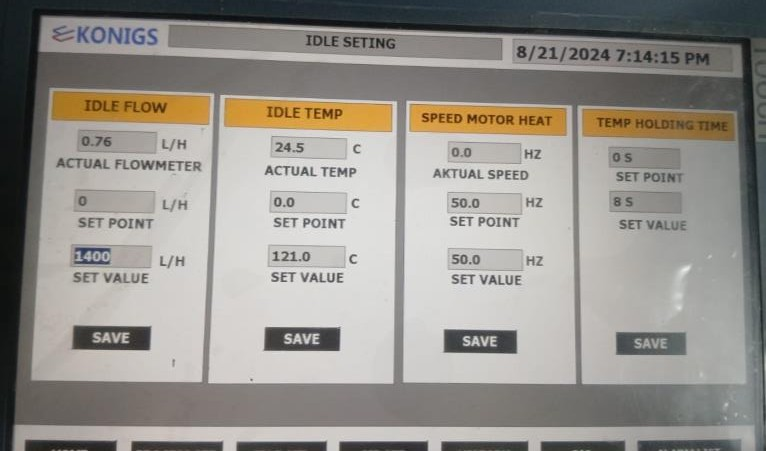 KONIGS
IDLE SETING
8/21/2024 7:14:15 PM
IDLE FLOW
0.76 L/H
ACTUAL FLOWMETER
0 L/H
SET POINT
1400 L/H
SET VALUE
SAVE
IDLE TEMP
24.5 C
ACTUAL TEMP
0.0 C
SET POINT
121.0 C
SET VALUE
SAVE
SPEED MOTOR HEAT
0.0 HZ
AKTUAL SPEED
50.0 HZ
SET POINT
50.0 HZ
SET VALUE
SAVE
TEMP HOLDING TIME
0 S
SET POINT
8 S
SET VALUE
SAVE